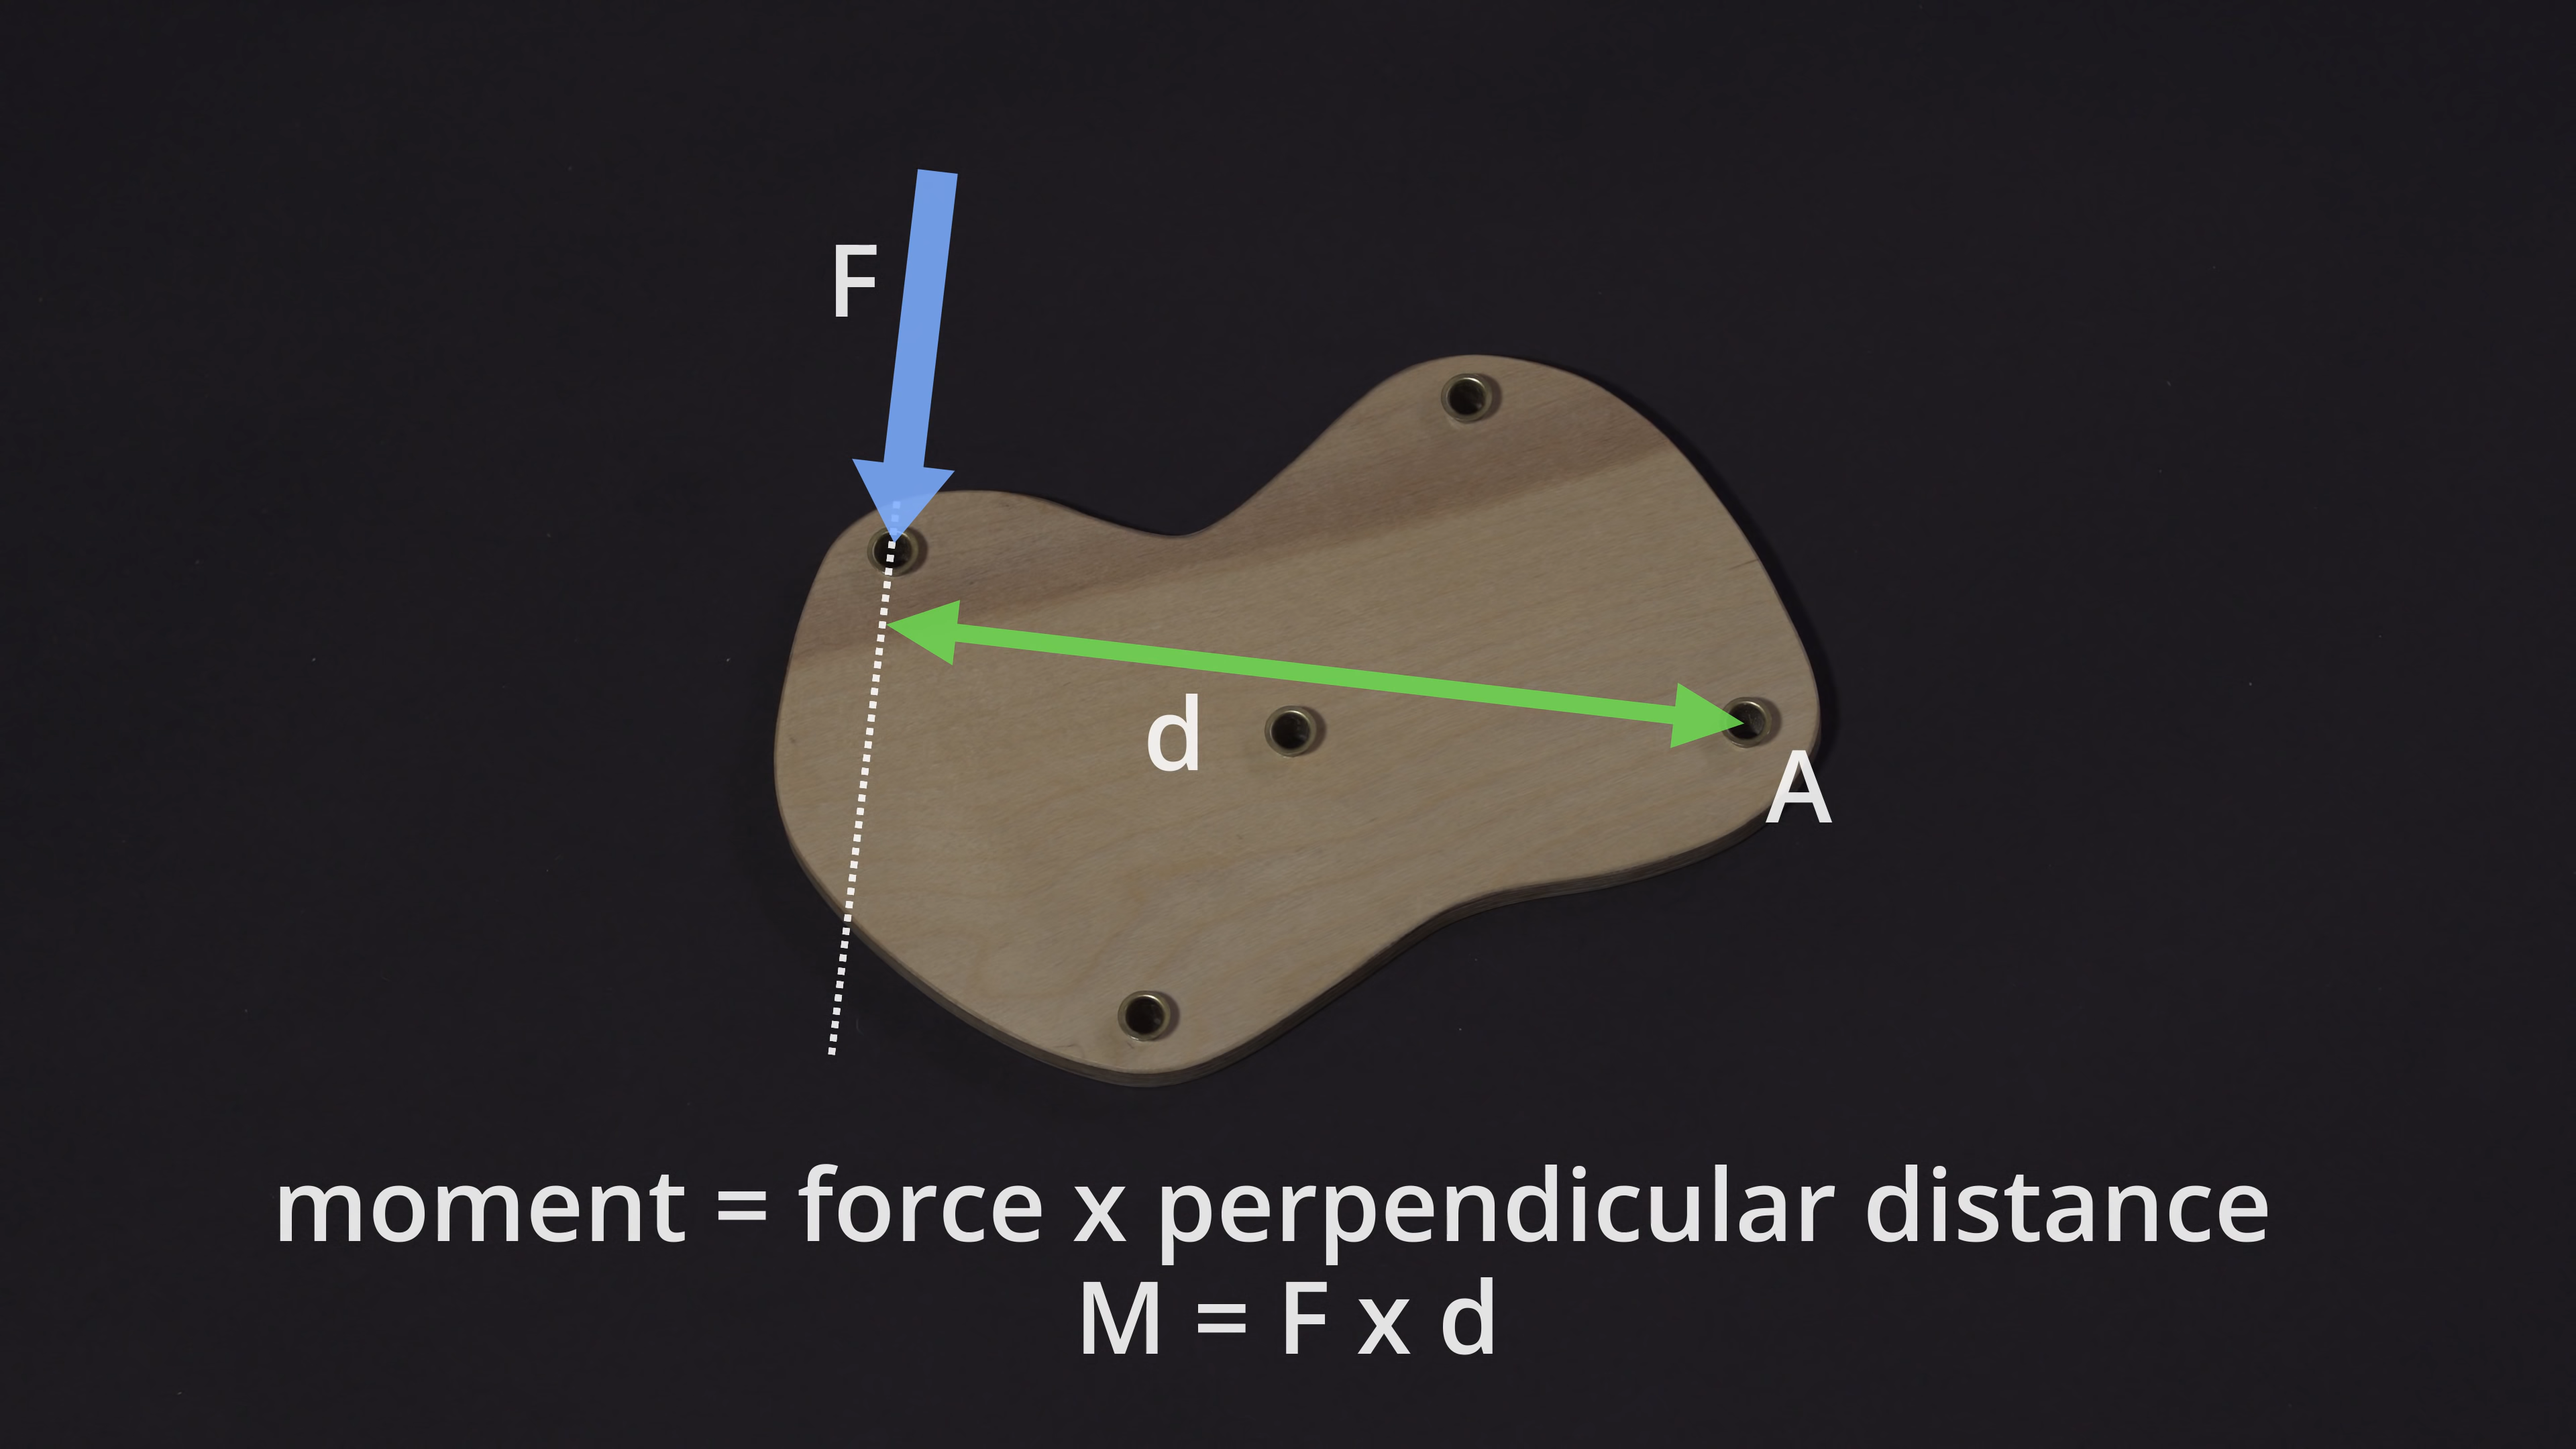 F
d
A
moment = force x perpendicular distance
M = F x d